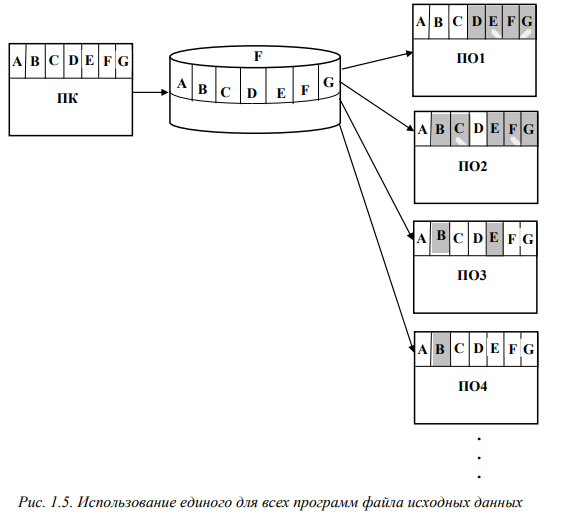 A B C D E F G
ПК
F
A B C D E F G
A B C D E F G
ПО1
A B C D E F G
ПО2
A B C D E F G
ПО3
A B C D E F G
ПО4
.
.
.
Рис. 1.5. Использование единого для всех программ файла исходных данных